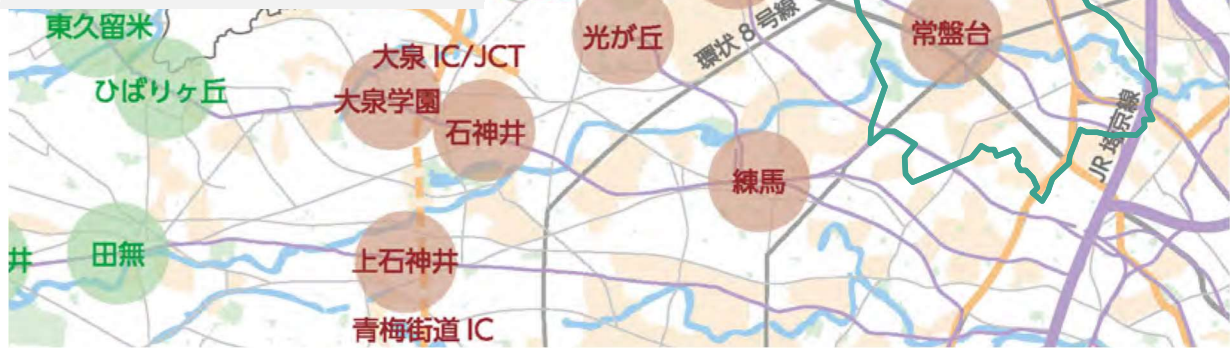 東久留米
ひばりヶ丘
大泉 IC/JCT
大泉学園
石神井
光が丘
環状 8 号線
常盤台
JR 埼京線
練馬
井
田無
上石神井
青梅街道 IC